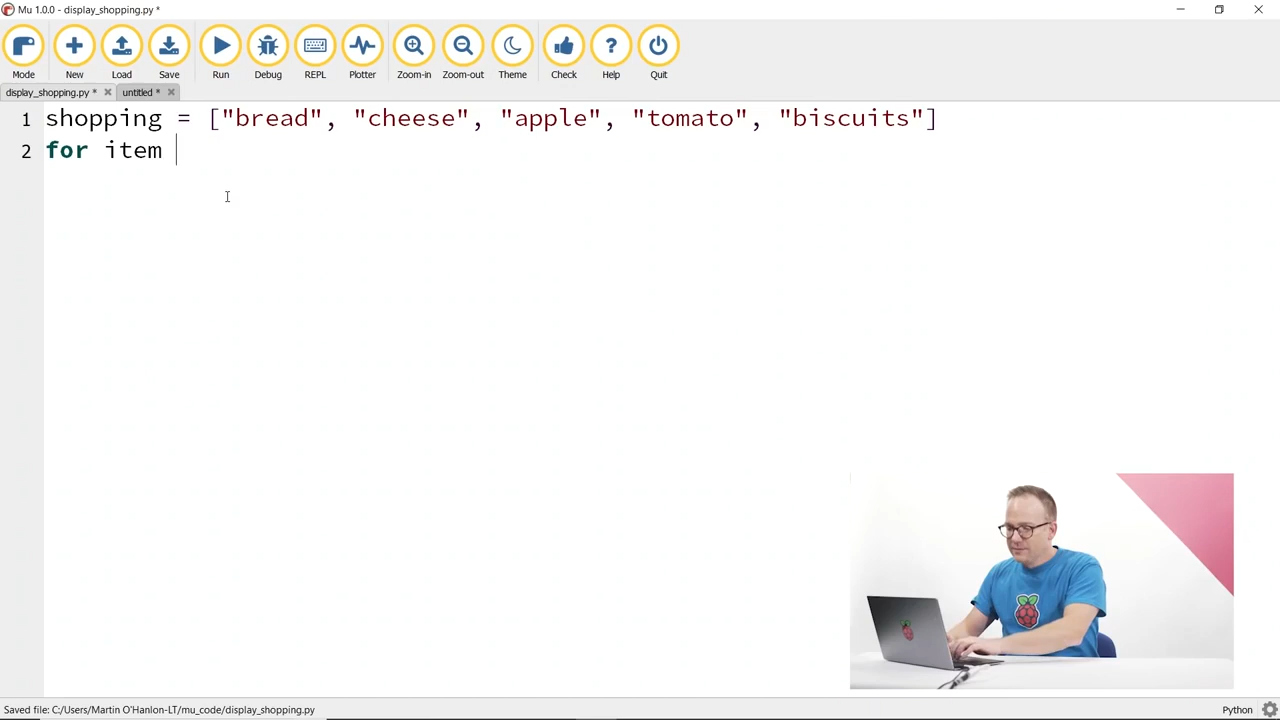 Mu 1.0.0 - display_shopping.py *
Mode New Load Save Run Debug REPL Plotter Zoom-in Zoom-out Theme Check Help Quit
display_shopping.py * untitled *
1 shopping = ["bread", "cheese", "apple", "tomato", "biscuits"]
2 for item
Saved file: C:/Users/Martin O'Hanlon-LT/mu_code/display_shopping.py
Python